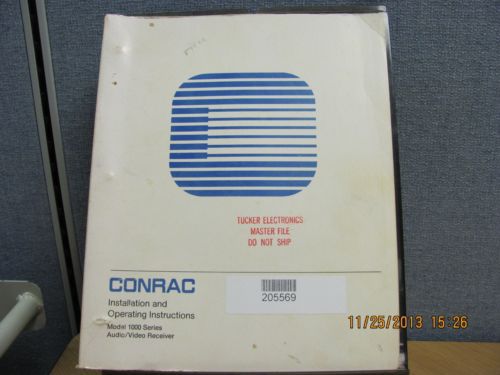 TUCKER ELECTRONICS
MASTER FILE
DO NOT SHIP
CONRAC
Installation and
Operating Instructions
Model 1000 Series
Audio/Video Receiver
205569
11/25/2013 15:26